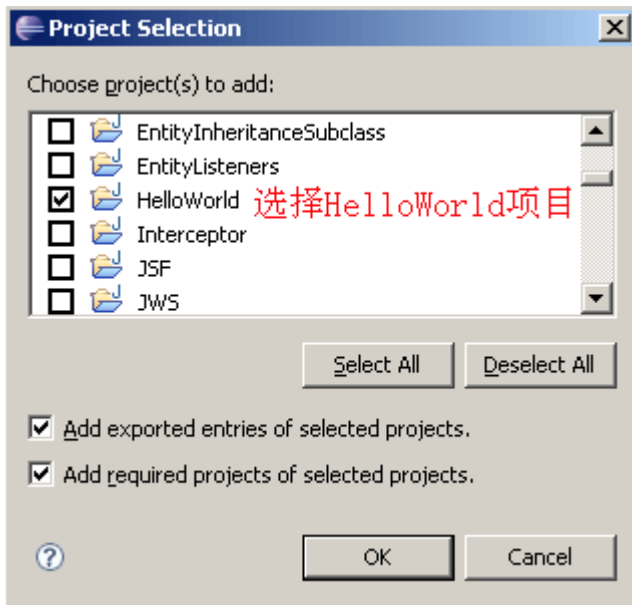 Project Selection
Choose project(s) to add:
EntityInheritanceSubclass
EntityListeners
HelloWorld 选择HelloWorld项目
Interceptor
JSF
JWS
Select All Deselect All
Add exported entries of selected projects.
Add required projects of selected projects.
OK Cancel